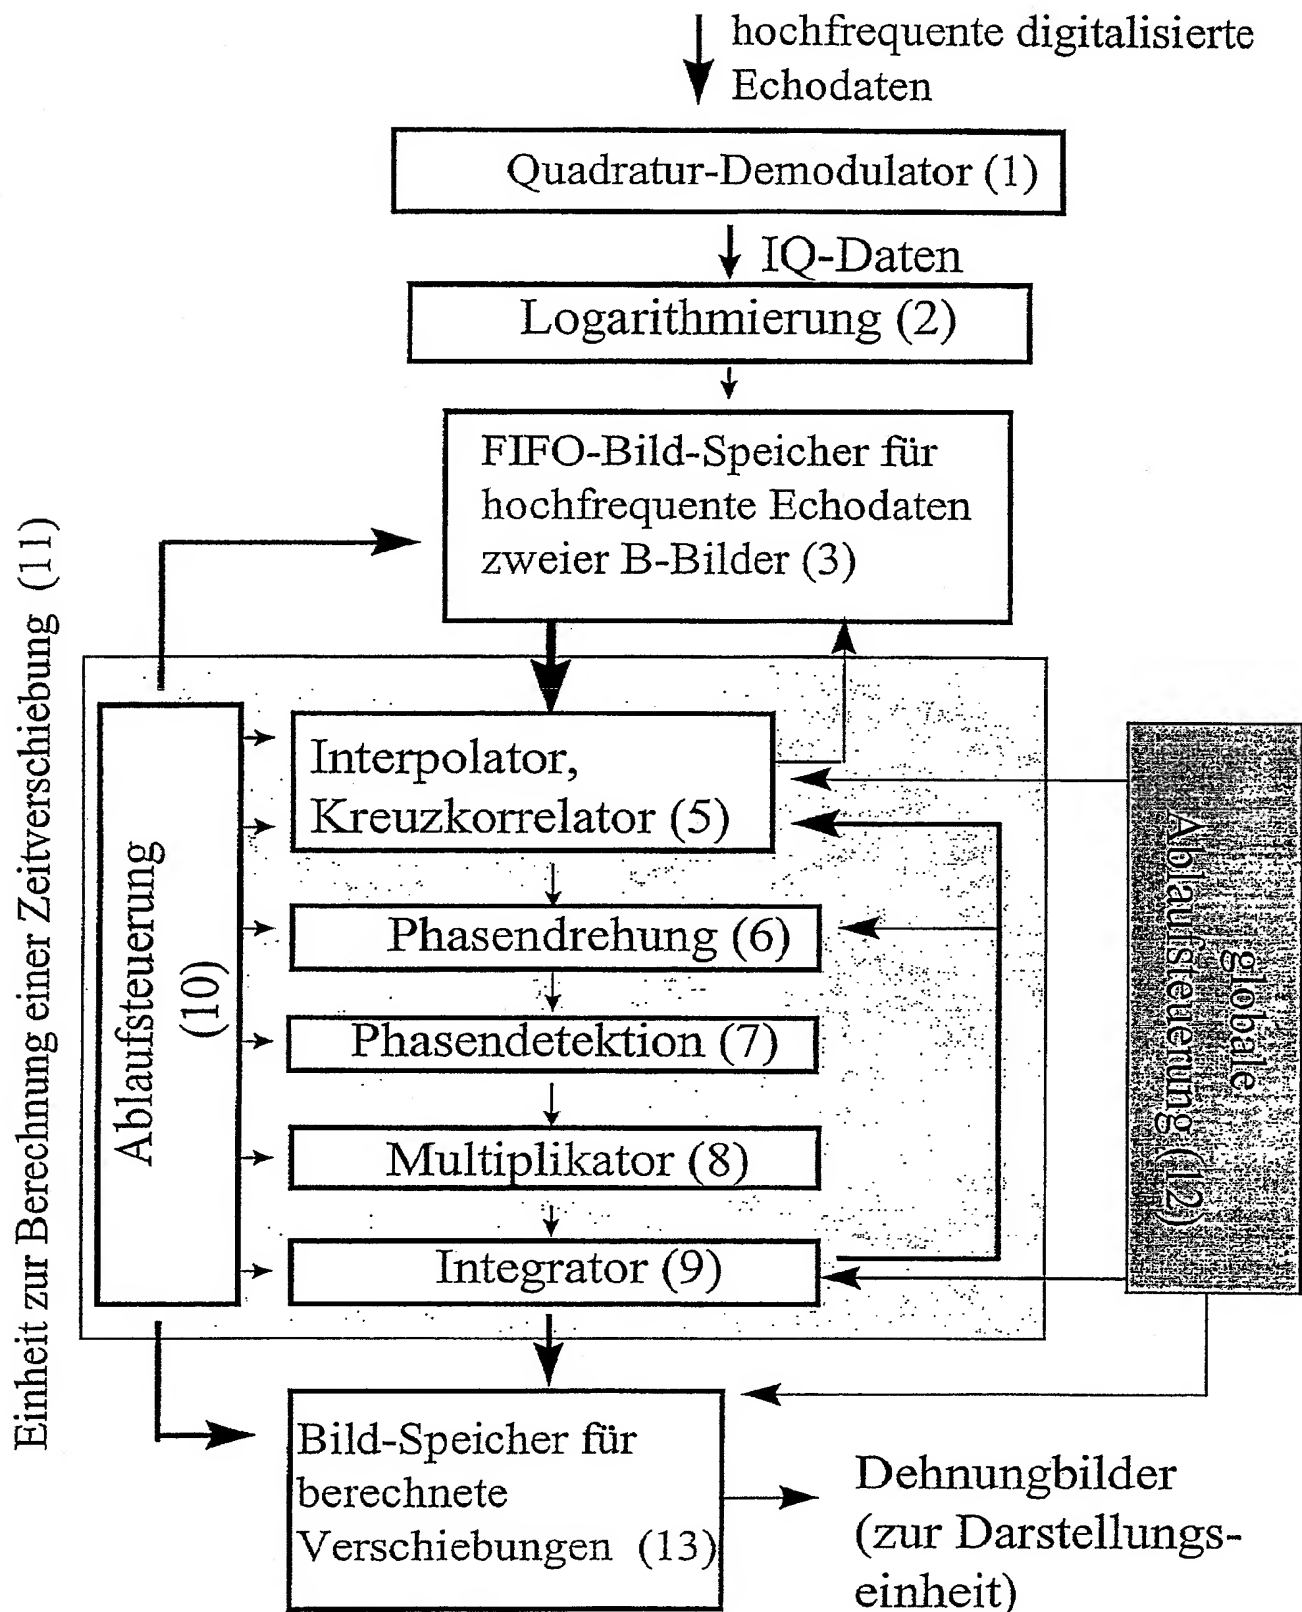 hochfrequente digitalisierte
Echodaten
Quadratur-Demodulator (1)
IQ-Daten
Logarithmierung (2)
FIFO-Bild-Speicher für
hochfrequente Echodaten
zweier B-Bilder (3)
Einheit zur Berechnung einer Zeitverschiebung (11)
Ablaufsteuerung
(10)
Interpolator,
Kreuzkorrelator (5)
Phasendrehung (6)
Phasendetektion (7)
Multiplikator (8)
Integrator (9)
globale
Ablaufsteuerung (12)
Bild-Speicher für
berechnete
Verschiebungen (13)
Dehnungbilder
(zur Darstellungs-
einheit)